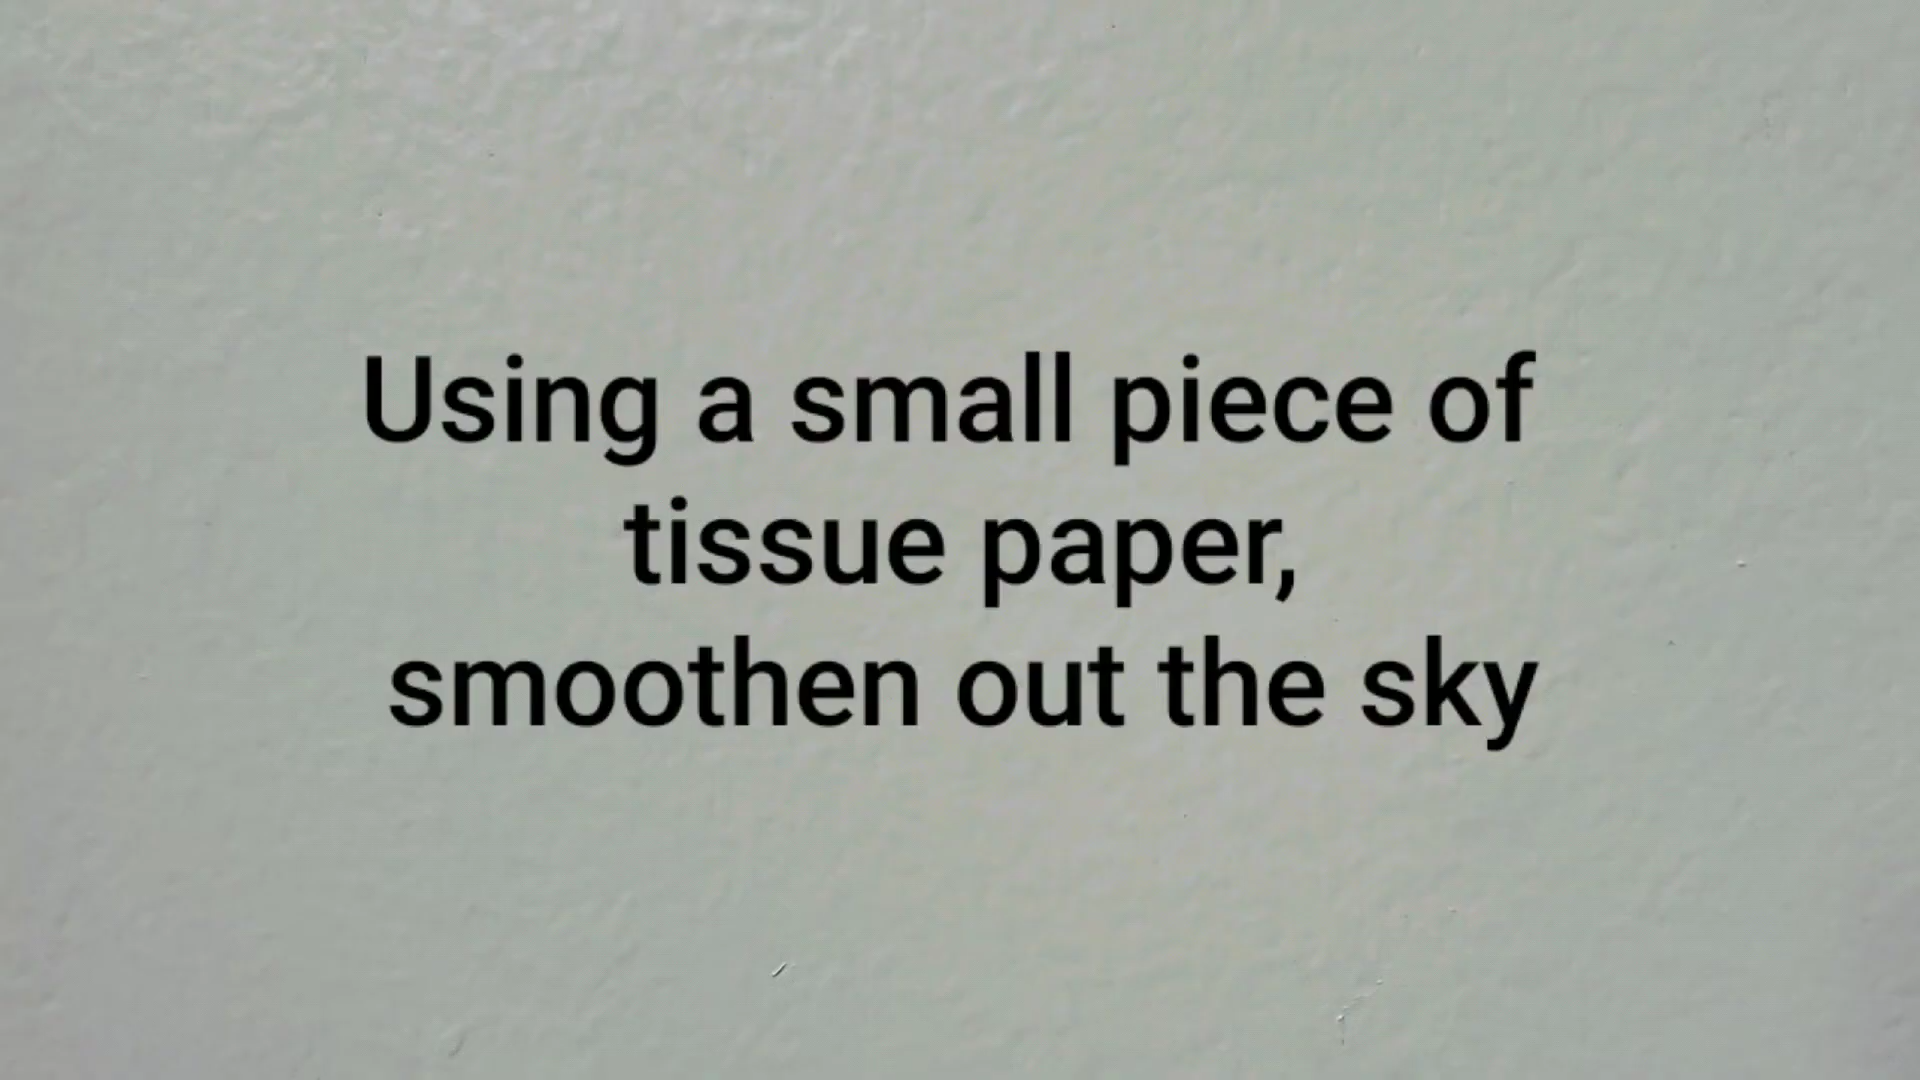 Using a small piece of
tissue paper,
smoothen out the sky